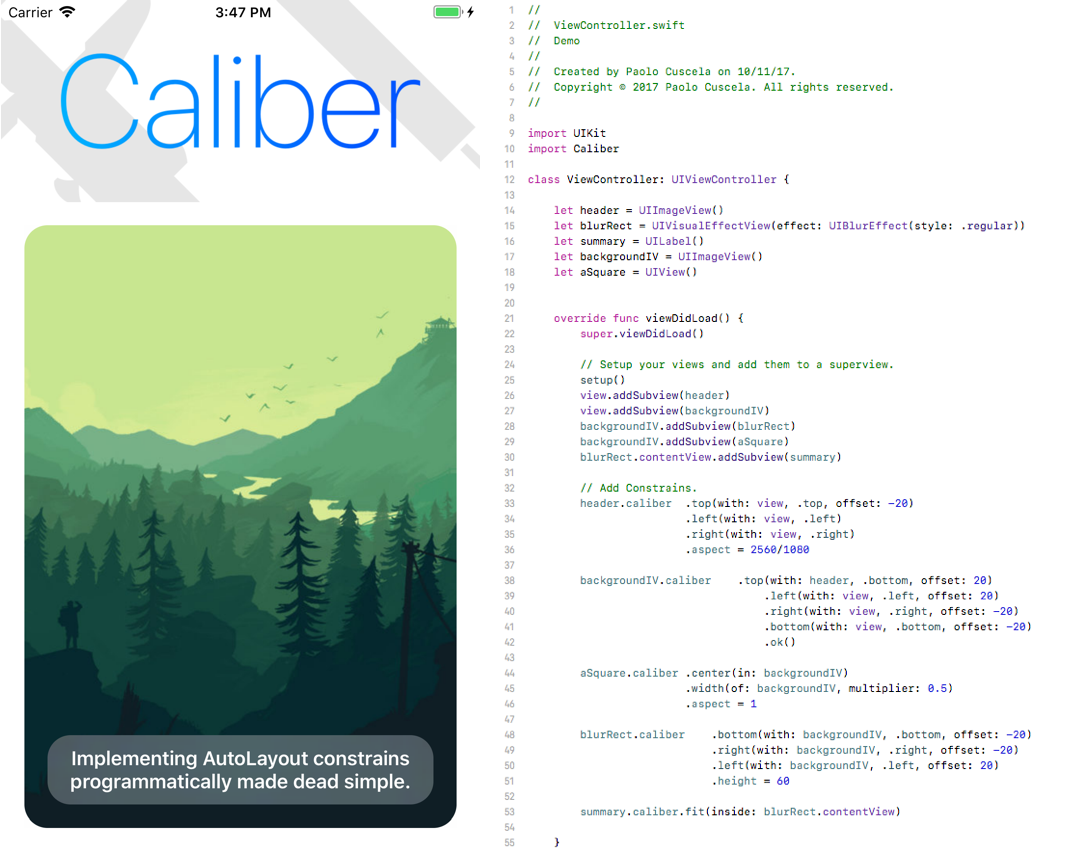 Carrier 3:47 PM
Caliber
Implementing AutoLayout constrains
programmatically made dead simple.
1 //
2 //  ViewController.swift
3 //  Demo
4 //
5 //  Created by Paolo Cuscela on 10/11/17.
6 //  Copyright © 2017 Paolo Cuscela. All rights reserved.
7 //
8
9 import UIKit
10 import Caliber
11
12 class ViewController: UIViewController {
13
14     let header = UIImageView()
15     let blurRect = UIVisualEffectView(effect: UIBlurEffect(style: .regular))
16     let summary = UILabel()
17     let backgroundIV = UIImageView()
18     let aSquare = UIView()
19
20
21     override func viewDidLoad() {
22         super.viewDidLoad()
23
24         // Setup your views and add them to a superview.
25         setup()
26         view.addSubview(header)
27         view.addSubview(backgroundIV)
28         backgroundIV.addSubview(blurRect)
29         backgroundIV.addSubview(aSquare)
30         blurRect.contentView.addSubview(summary)
31
32         // Add Constrains.
33         header.caliber  .top(with: view, .top, offset: -20)
34                         .left(with: view, .left)
35                         .right(with: view, .right)
36                         .aspect = 2560/1080
37
38         backgroundIV.caliber    .top(with: header, .bottom, offset: 20)
39                                 .left(with: view, .left, offset: 20)
40                                 .right(with: view, .right, offset: -20)
41                                 .bottom(with: view, .bottom, offset: -20)
42                                 .ok()
43
44         aSquare.caliber .center(in: backgroundIV)
45                         .width(of: backgroundIV, multiplier: 0.5)
46                         .aspect = 1
47
48         blurRect.caliber    .bottom(with: backgroundIV, .bottom, offset: -20)
49                             .right(with: backgroundIV, .right, offset: -20)
50                             .left(with: backgroundIV, .left, offset: 20)
51                             .height = 60
52
53         summary.caliber.fit(inside: blurRect.contentView)
54
55     }